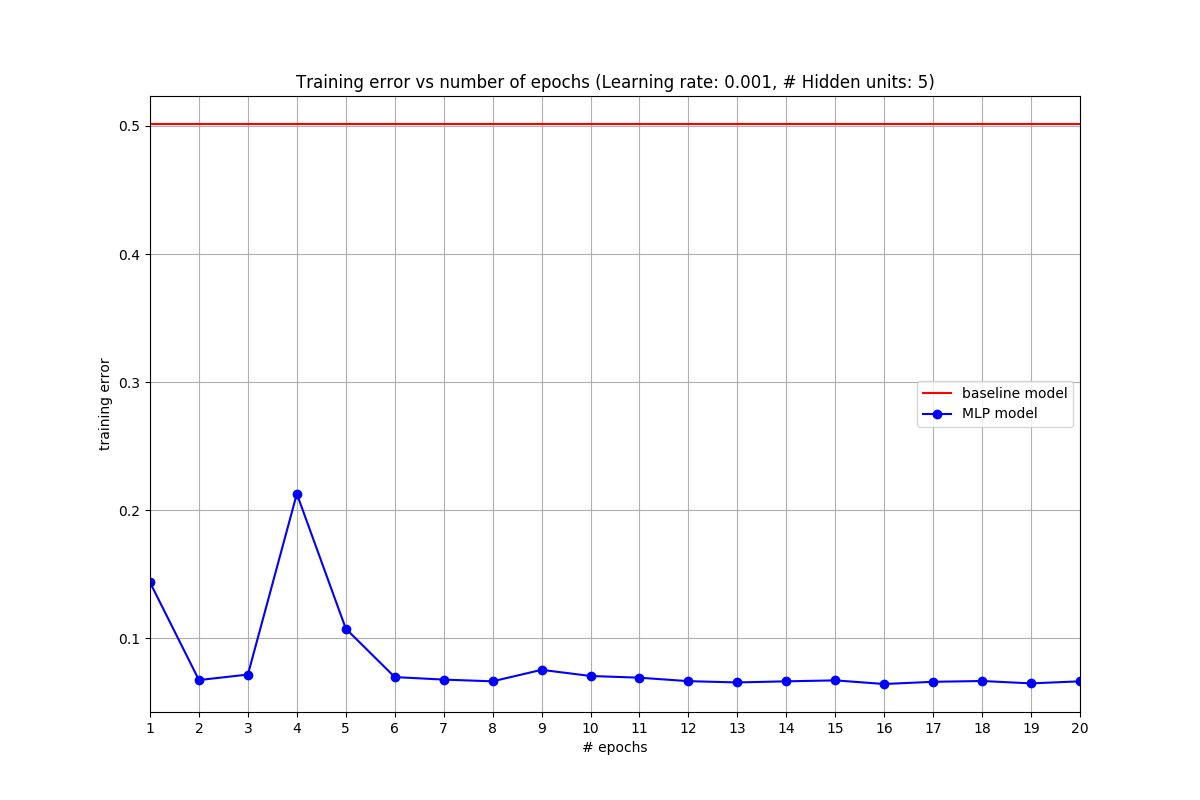 Training error vs number of epochs (Learning rate: 0.001, # Hidden units: 5)
0.5
0.4
0.3
0.2
0.1
training error
baseline model
MLP model
1 2 3 4 5 6 7 8 9 10 11 12 13 14 15 16 17 18 19 20
# epochs